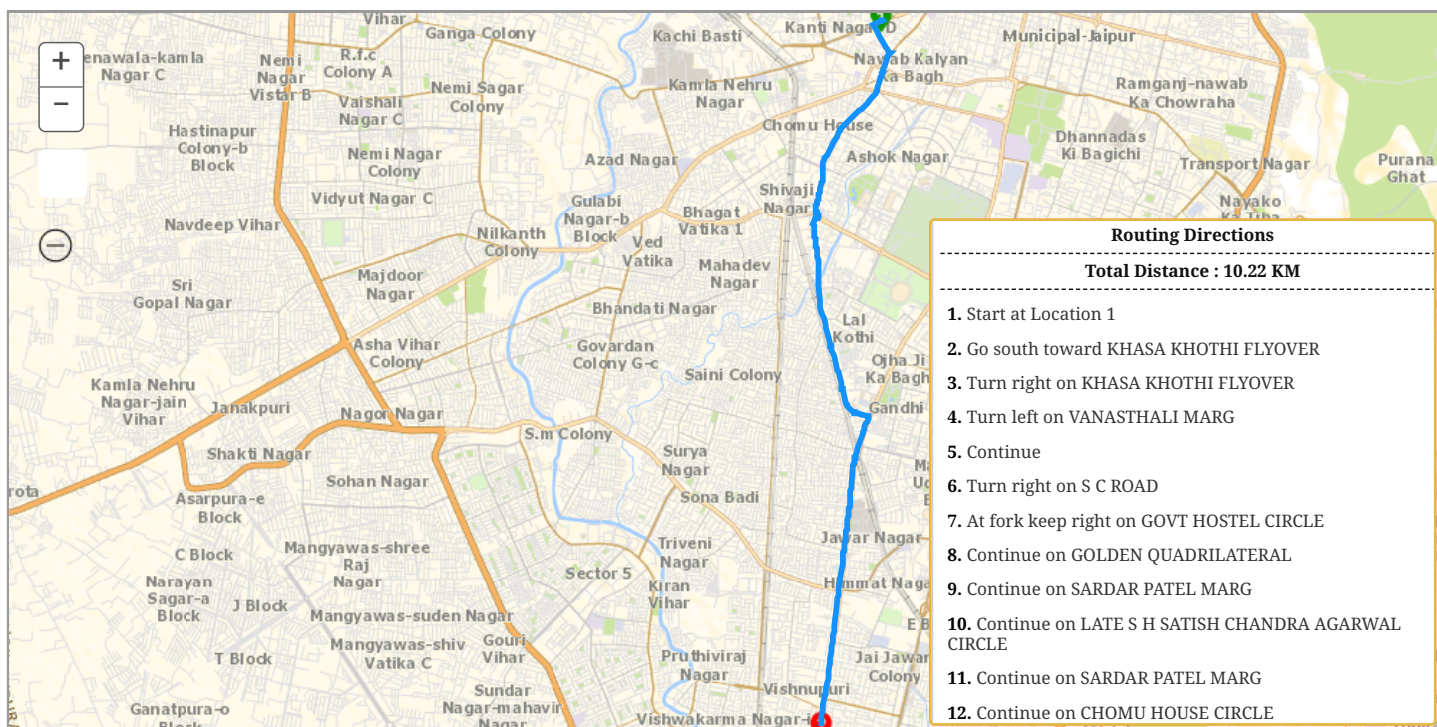 Vihar
Ganga Colony
Kachi Basti
Kanti Nagar D
Municipal-Jaipur
+
−
enawala-kamla
Nagar C
Nemi
Nagar
Vistar B
R.f.c
Colony A
Vaishali
Nagar C
Nemi Sagar
Colony
Kamla Nehru
Nagar
Nawab Kalyan
Ka Bagh
Ramganj-nawab
Ka Chowraha
Hastinapur
Colony-b
Block
Nemi Nagar
Colony
Azad Nagar
Chomu House
Ashok Nagar
Dhannadas
Ki Bagichi
Transport Nagar
Purana
Ghat
Vidyut Nagar C
Navdeep Vihar
Gulabi
Nagar-b
Block
Shivaji
Nagar
Bhagat
Vatika 1
Nayako
Ka Tiba
Nilkanth
Colony
Ved
Vatika
Mahadev
Nagar
Sri
Gopal Nagar
Majdoor
Nagar
Bhandati Nagar
Lal
Kothi
Asha Vihar
Colony
Govardan
Colony G-c
Saini Colony
Ojha Ji
Ka Bagh
Kamla Nehru
Nagar-jain
Vihar
Janakpuri
Nagor Nagar
Gandhi
S.m Colony
Shakti Nagar
Surya
Nagar
rota
Sohan Nagar
Asarpura-e
Block
Sona Badi
C Block
Mangyawas-shree
Raj
Nagar
Triveni
Nagar
Jawar Nagar
Sector 5
Kiran
Vihar
Himmat Naga
Narayan
Sagar-a
Block
J Block
Mangyawas-suden Nagar
E B
T Block
Mangyawas-shiv
Vatika C
Gouri
Vihar
Pruthiviraj
Nagar
Jai Jawar
Colony
Sundar
Nagar-mahavir
Nagar
Vishnupuri
Vishwakarma Nagar-i
Ganatpura-o
Block
Routing Directions
Total Distance : 10.22 KM
1. Start at Location 1
2. Go south toward KHASA KHOTHI FLYOVER
3. Turn right on KHASA KHOTHI FLYOVER
4. Turn left on VANASTHALI MARG
5. Continue
6. Turn right on S C ROAD
7. At fork keep right on GOVT HOSTEL CIRCLE
8. Continue on GOLDEN QUADRILATERAL
9. Continue on SARDAR PATEL MARG
10. Continue on LATE S H SATISH CHANDRA AGARWAL
CIRCLE
11. Continue on SARDAR PATEL MARG
12. Continue on CHOMU HOUSE CIRCLE